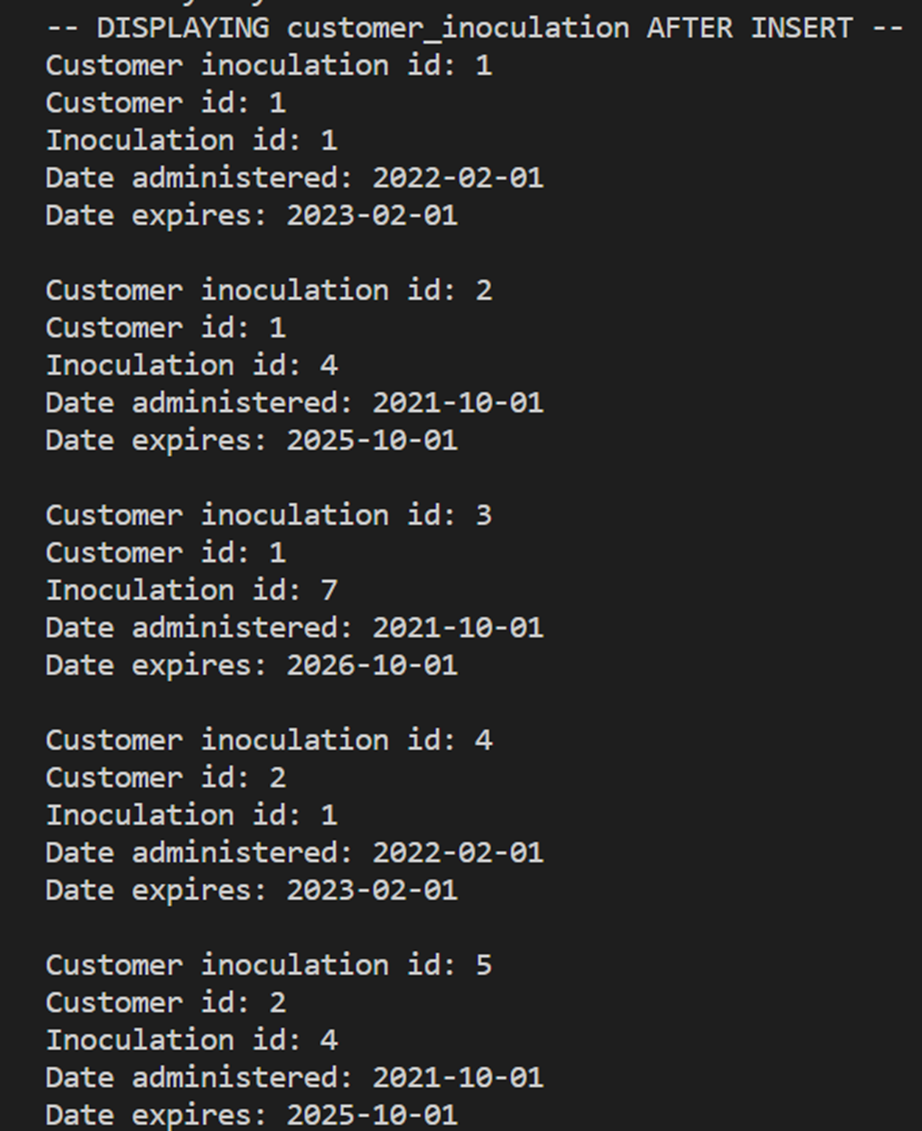 -- DISPLAYING customer_inoculation AFTER INSERT --
Customer inoculation id: 1
Customer id: 1
Inoculation id: 1
Date administered: 2022-02-01
Date expires: 2023-02-01
Customer inoculation id: 2
Customer id: 1
Inoculation id: 4
Date administered: 2021-10-01
Date expires: 2025-10-01
Customer inoculation id: 3
Customer id: 1
Inoculation id: 7
Date administered: 2021-10-01
Date expires: 2026-10-01
Customer inoculation id: 4
Customer id: 2
Inoculation id: 1
Date administered: 2022-02-01
Date expires: 2023-02-01
Customer inoculation id: 5
Customer id: 2
Inoculation id: 4
Date administered: 2021-10-01
Date expires: 2025-10-01